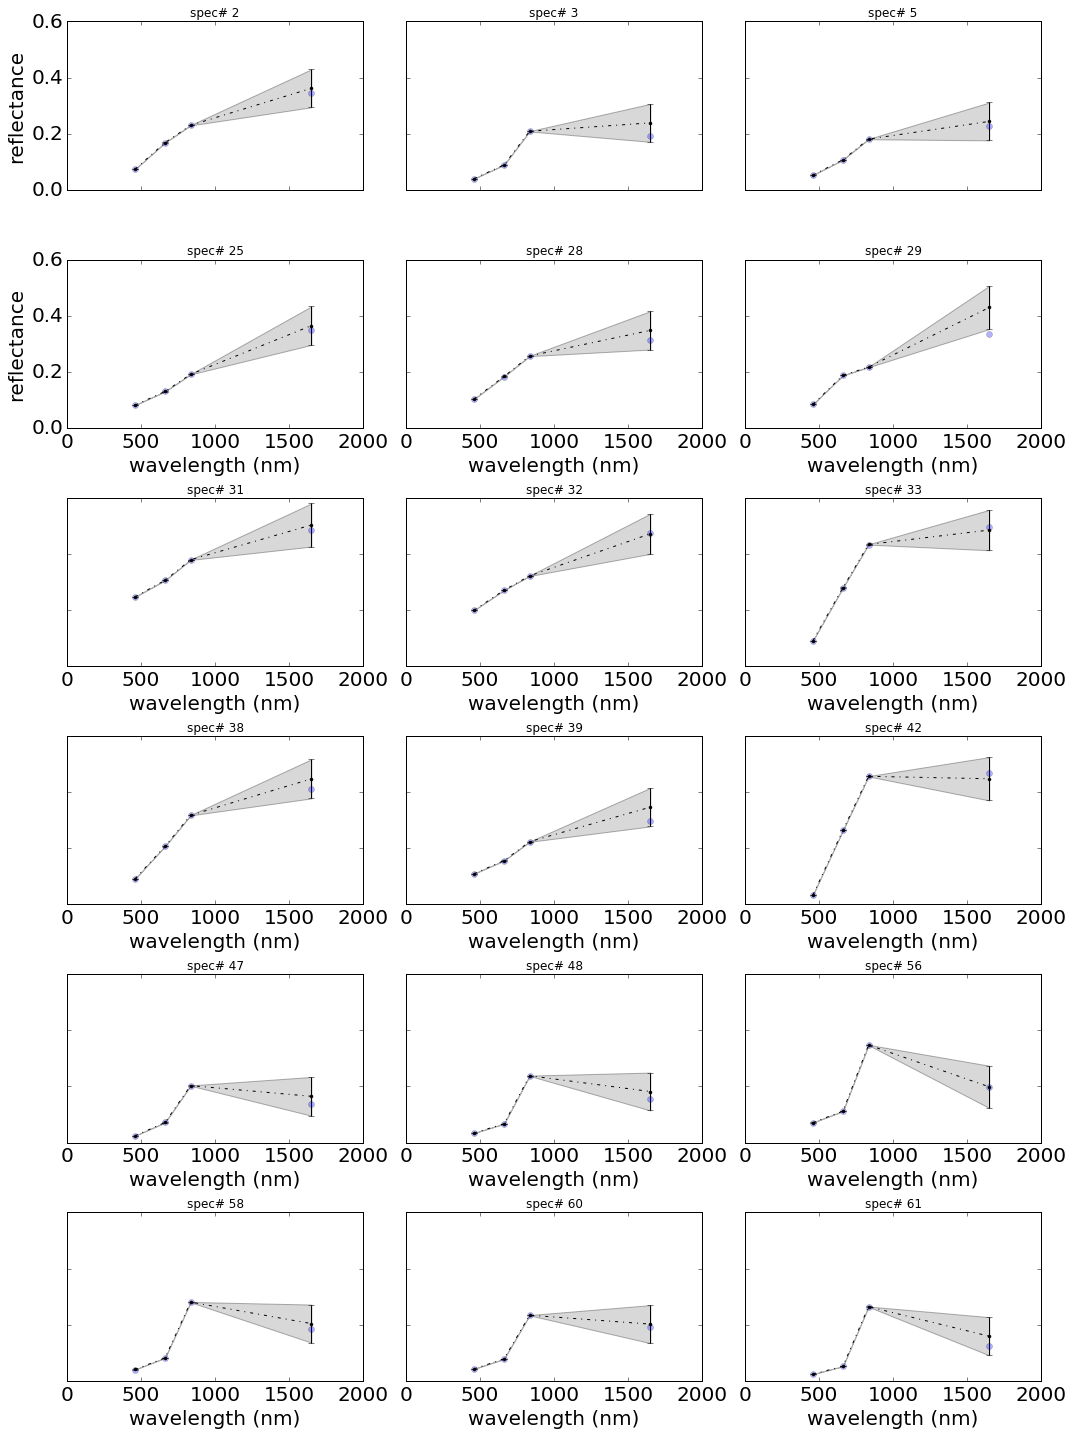 spec# 2 spec# 3 spec# 5
0.6
0.4
0.2
0.0
reflectance
spec# 25 spec# 28 spec# 29
0.6
0.4
0.2
0.0
reflectance
0 500 1000 1500 2000 0 500 1000 1500 2000 0 500 1000 1500 2000
wavelength (nm) wavelength (nm) wavelength (nm)
spec# 31 spec# 32 spec# 33
0 500 1000 1500 2000 0 500 1000 1500 2000 0 500 1000 1500 2000
wavelength (nm) wavelength (nm) wavelength (nm)
spec# 38 spec# 39 spec# 42
0 500 1000 1500 2000 0 500 1000 1500 2000 0 500 1000 1500 2000
wavelength (nm) wavelength (nm) wavelength (nm)
spec# 47 spec# 48 spec# 56
0 500 1000 1500 2000 0 500 1000 1500 2000 0 500 1000 1500 2000
wavelength (nm) wavelength (nm) wavelength (nm)
spec# 58 spec# 60 spec# 61
0 500 1000 1500 2000 0 500 1000 1500 2000 0 500 1000 1500 2000
wavelength (nm) wavelength (nm) wavelength (nm)